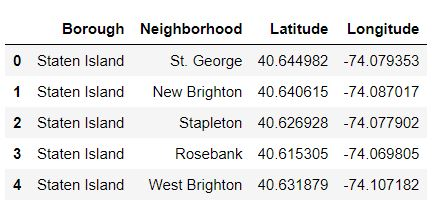 Borough Neighborhood Latitude Longitude
0 Staten Island St. George 40.644982 -74.079353
1 Staten Island New Brighton 40.640615 -74.087017
2 Staten Island Stapleton 40.626928 -74.077902
3 Staten Island Rosebank 40.615305 -74.069805
4 Staten Island West Brighton 40.631879 -74.107182